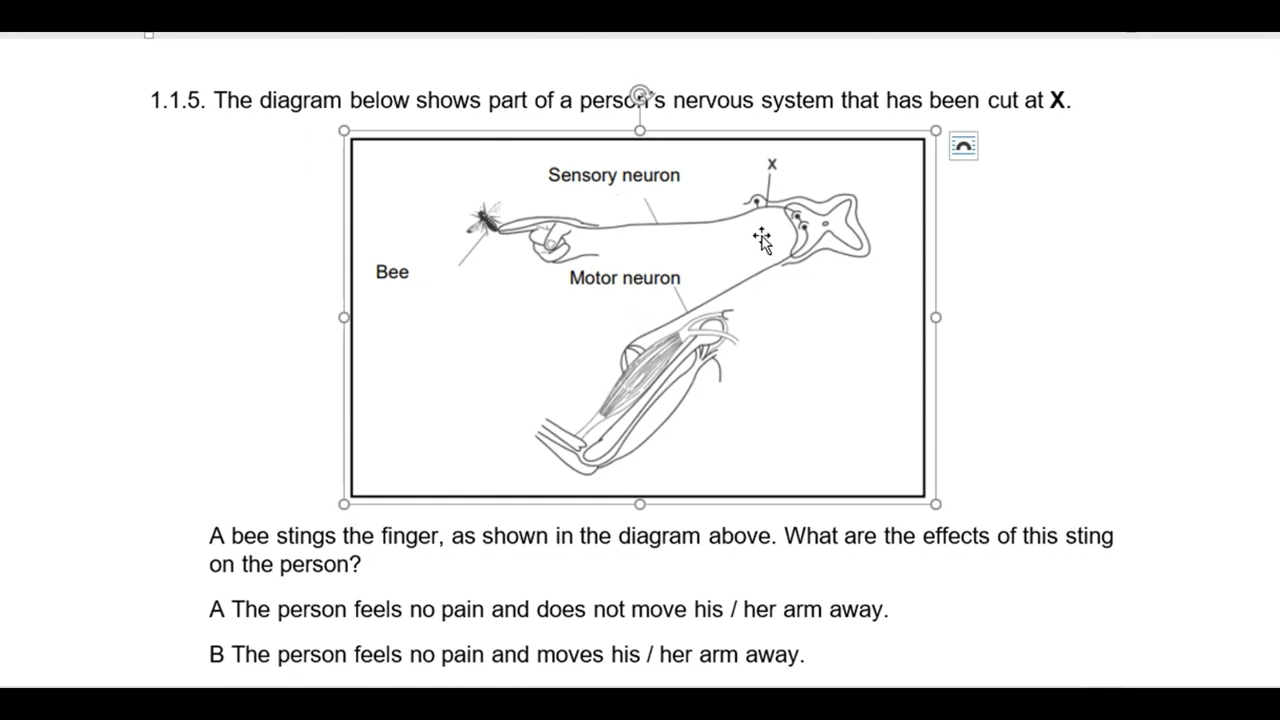 1.1.5. The diagram below shows part of a person's nervous system that has been cut at X.
X
Sensory neuron
Bee
Motor neuron
A bee stings the finger, as shown in the diagram above. What are the effects of this sting
on the person?
A The person feels no pain and does not move his / her arm away.
B The person feels no pain and moves his / her arm away.